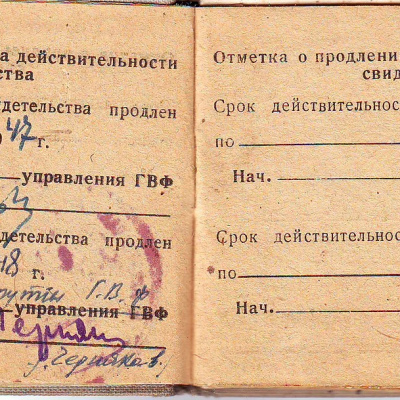 а действительности
ства
детельства продлен
47 г.
управления ГВФ
детельства продлен
48 г.
Г.В.Ф
управления ГВФ
Отметка о продлени
свид
Срок действительнос
по
Нач.
Срок действительнос
по
Нач.